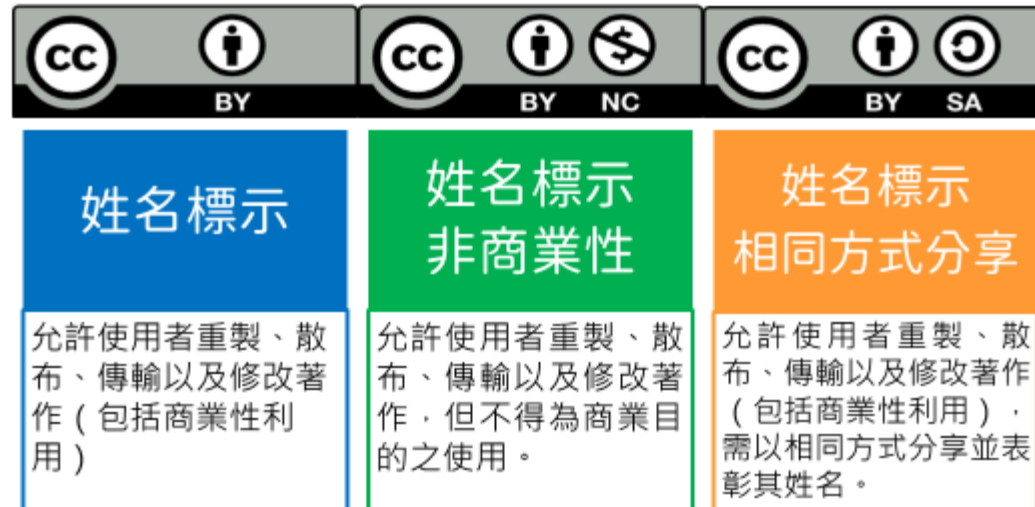 CC
BY
CC
BY NC
CC
BY SA
姓名標示
允許使用者重製、散
布、傳輸以及修改著
作(包括商業性利
用)
姓名標示
非商業性
允許使用者重製、散
布、傳輸以及修改著
作,但不得為商業目
的之使用。
姓名標示
相同方式分享
允許使用者重製、散
布、傳輸以及修改著作
(包括商業性利用),
需以相同方式分享並表
彰其姓名。